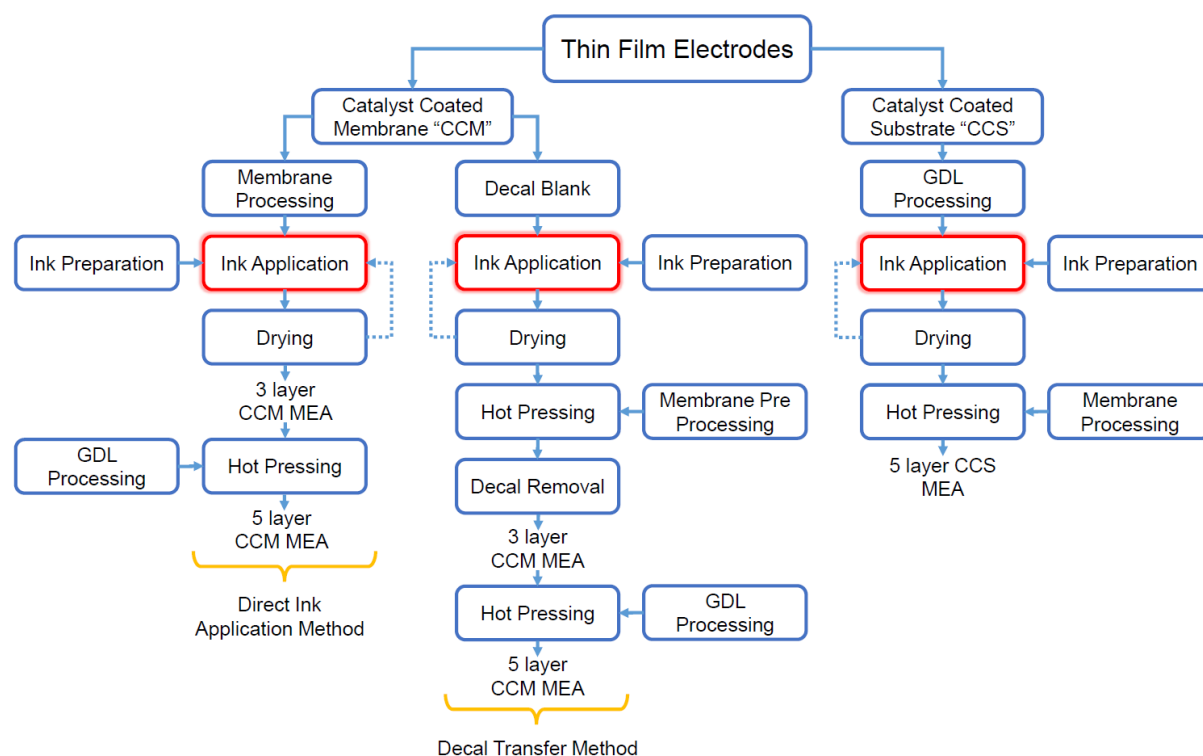 Thin Film Electrodes
Catalyst Coated
Membrane “CCM”
Catalyst Coated
Substrate “CCS”
Membrane
Processing
Decal Blank
GDL
Processing
Ink Preparation
Ink Application
Ink Application
Ink Preparation
Ink Application
Ink Preparation
Drying
Drying
Drying
3 layer
CCM MEA
Hot Pressing
Membrane Pre
Processing
Hot Pressing
Membrane
Processing
GDL
Processing
Hot Pressing
Decal Removal
5 layer CCS
MEA
5 layer
CCM MEA
3 layer
CCM MEA
Direct Ink
Application Method
Hot Pressing
GDL
Processing
5 layer
CCM MEA
Decal Transfer Method